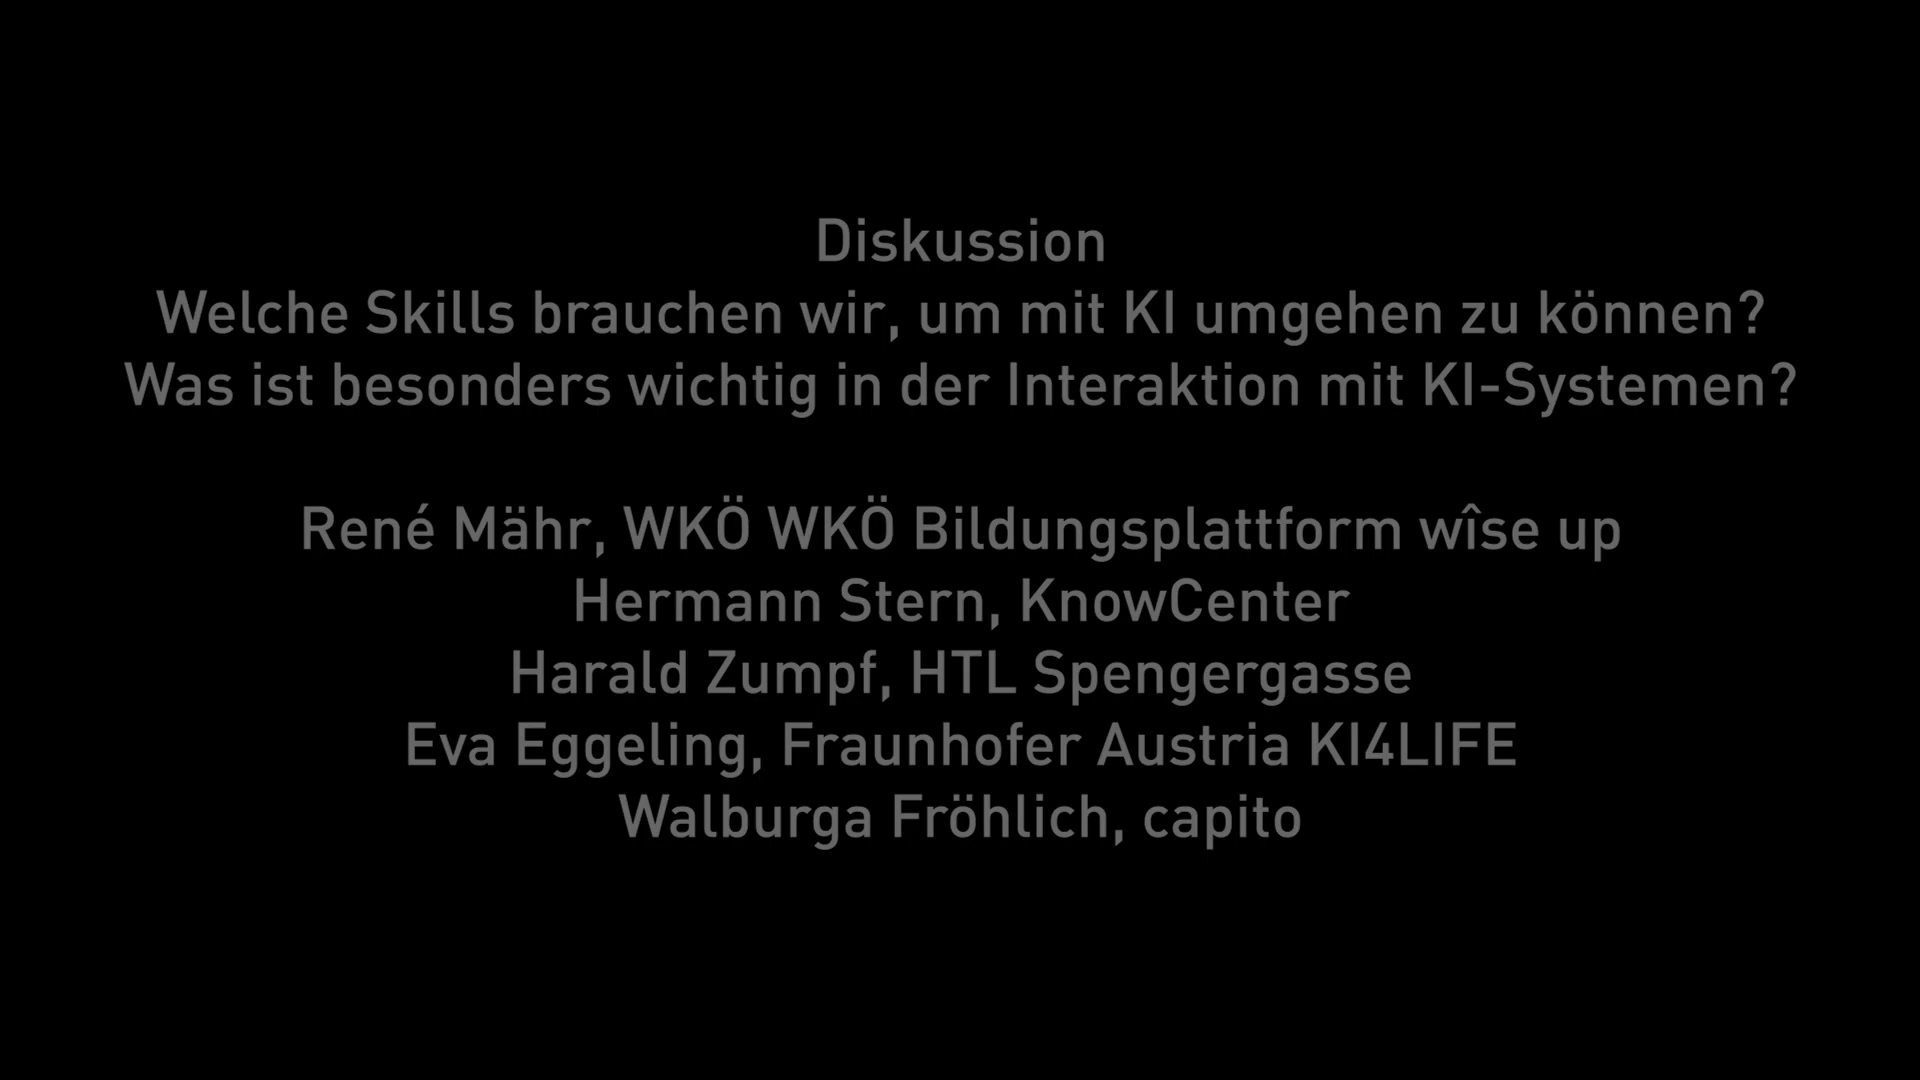 Diskussion
Welche Skills brauchen wir, um mit KI umgehen zu können?
Was ist besonders wichtig in der Interaktion mit KI-Systemen?
René Mähr, WKÖ WKÖ Bildungsplattform wîse up
Hermann Stern, KnowCenter
Harald Zumpf, HTL Spengergasse
Eva Eggeling, Fraunhofer Austria KI4LIFE
Walburga Fröhlich, capito